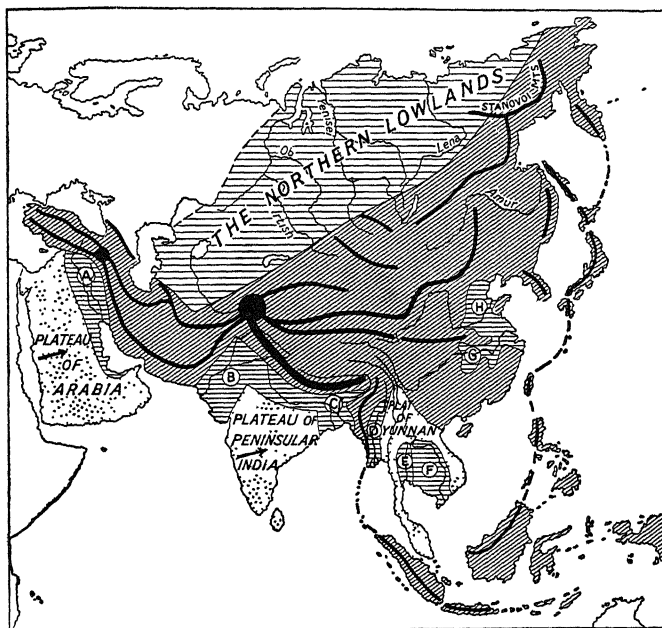 THE NORTHERN LOWLANDS
STANOVOI MTS
Yenisei
Ob
Lena
Irtish
Amur
A
H
PLATEAU
OF
ARABIA
B
G
C
PLAT.
OF
YUNNAN
D
PLATEAU OF
PENINSULAR
INDIA
E
F